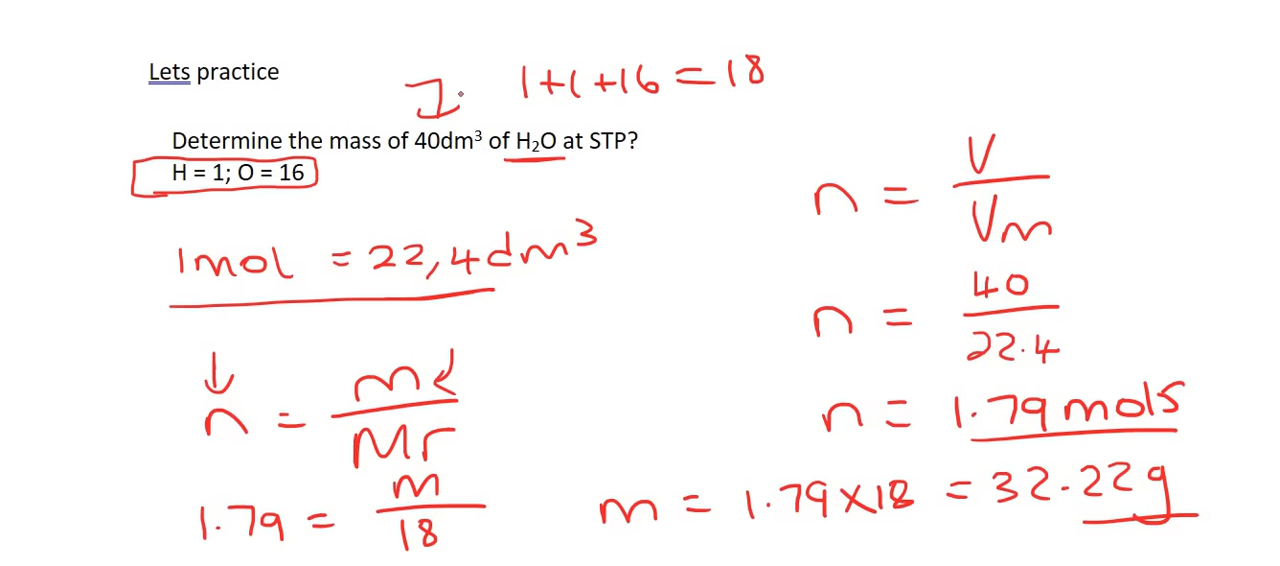 Lets practice
1+1+16=18
Determine the mass of 40dm³ of H₂O at STP?
H = 1; O = 16
1mol = 22,4dm³
n = V/Vm
n = 40/22.4
n = 1.79 mols
n = m/Mr
1.79 = m/18
m = 1.79×18 = 32.22g